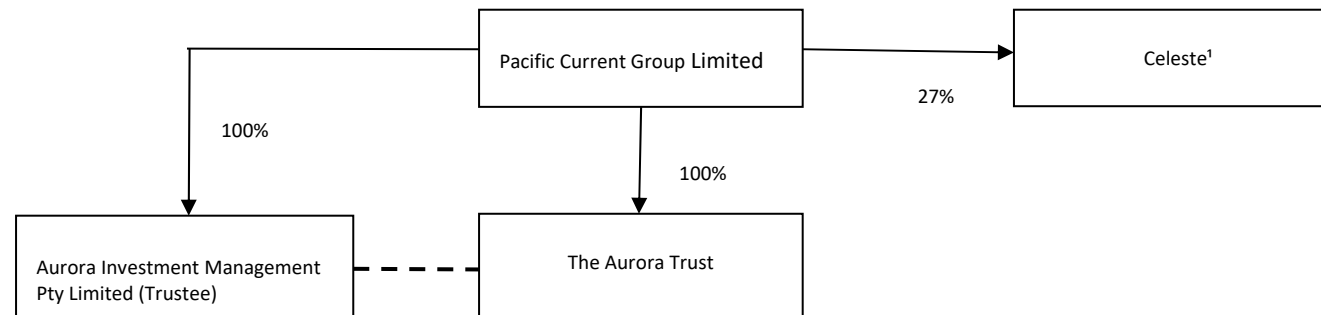 Pacific Current Group Limited
Celeste¹
27%
100%
100%
Aurora Investment Management
Pty Limited (Trustee)
The Aurora Trust